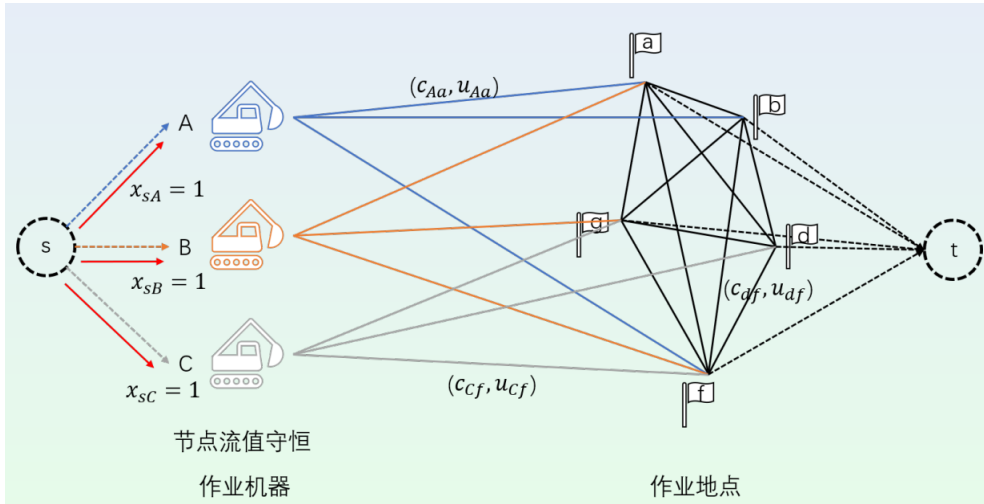 a
(c_{Aa}, u_{Aa})
b
A
x_{sA} = 1
g
s
B
d
t
x_{sB} = 1
(c_{df}, u_{df})
C
x_{sC} = 1
(c_{Cf}, u_{Cf})
f
节点流值守恒
作业机器
作业地点